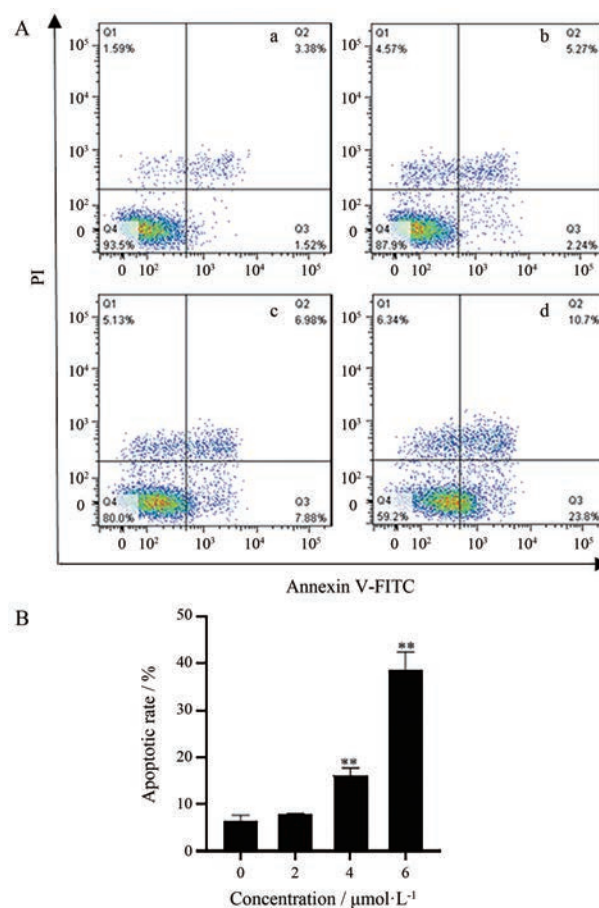 A
Q1
1.59%
a
Q2
3.38%
Q4
93.5%
Q3
1.52%
10⁵
10⁴
10³
10²
0
0 10² 10³ 10⁴ 10⁵
Q1
4.57%
b
Q2
5.27%
Q4
87.9%
Q3
2.24%
10⁵
10⁴
10³
10²
0
0 10² 10³ 10⁴ 10⁵
PI
Q1
5.13%
c
Q2
6.98%
Q4
80.0%
Q3
7.88%
10⁵
10⁴
10³
10²
0
0 10² 10³ 10⁴ 10⁵
Q1
6.34%
d
Q2
10.7%
Q4
59.2%
Q3
23.8%
10⁵
10⁴
10³
10²
0
0 10² 10³ 10⁴ 10⁵
Annexin V-FITC
B
Apoptotic rate / %
50
40
30
20
10
0
**
**
0 2 4 6
Concentration / μmol·L⁻¹